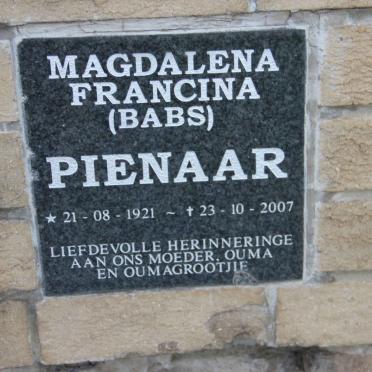 MAGDALENA
FRANCINA
(BABS)
PIENAAR
★ 21 - 08 - 1921 ~ ✝ 23 - 10 - 2007
LIEFDEVOLLE HERINNERINGE
AAN ONS MOEDER, OUMA
EN OUMAGROOTJIE